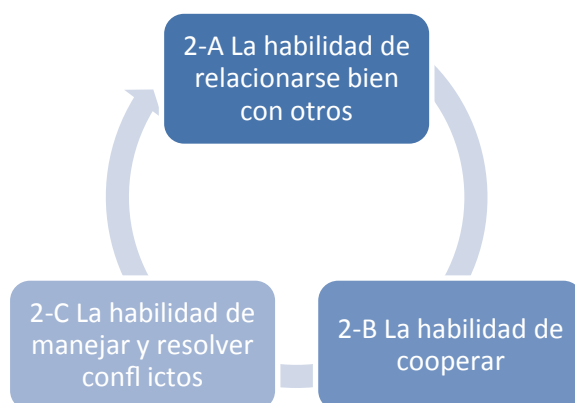 2-A La habilidad de
relacionarse bien
con otros
2-C La habilidad de
manejar y resolver
confl ictos
2-B La habilidad de
cooperar